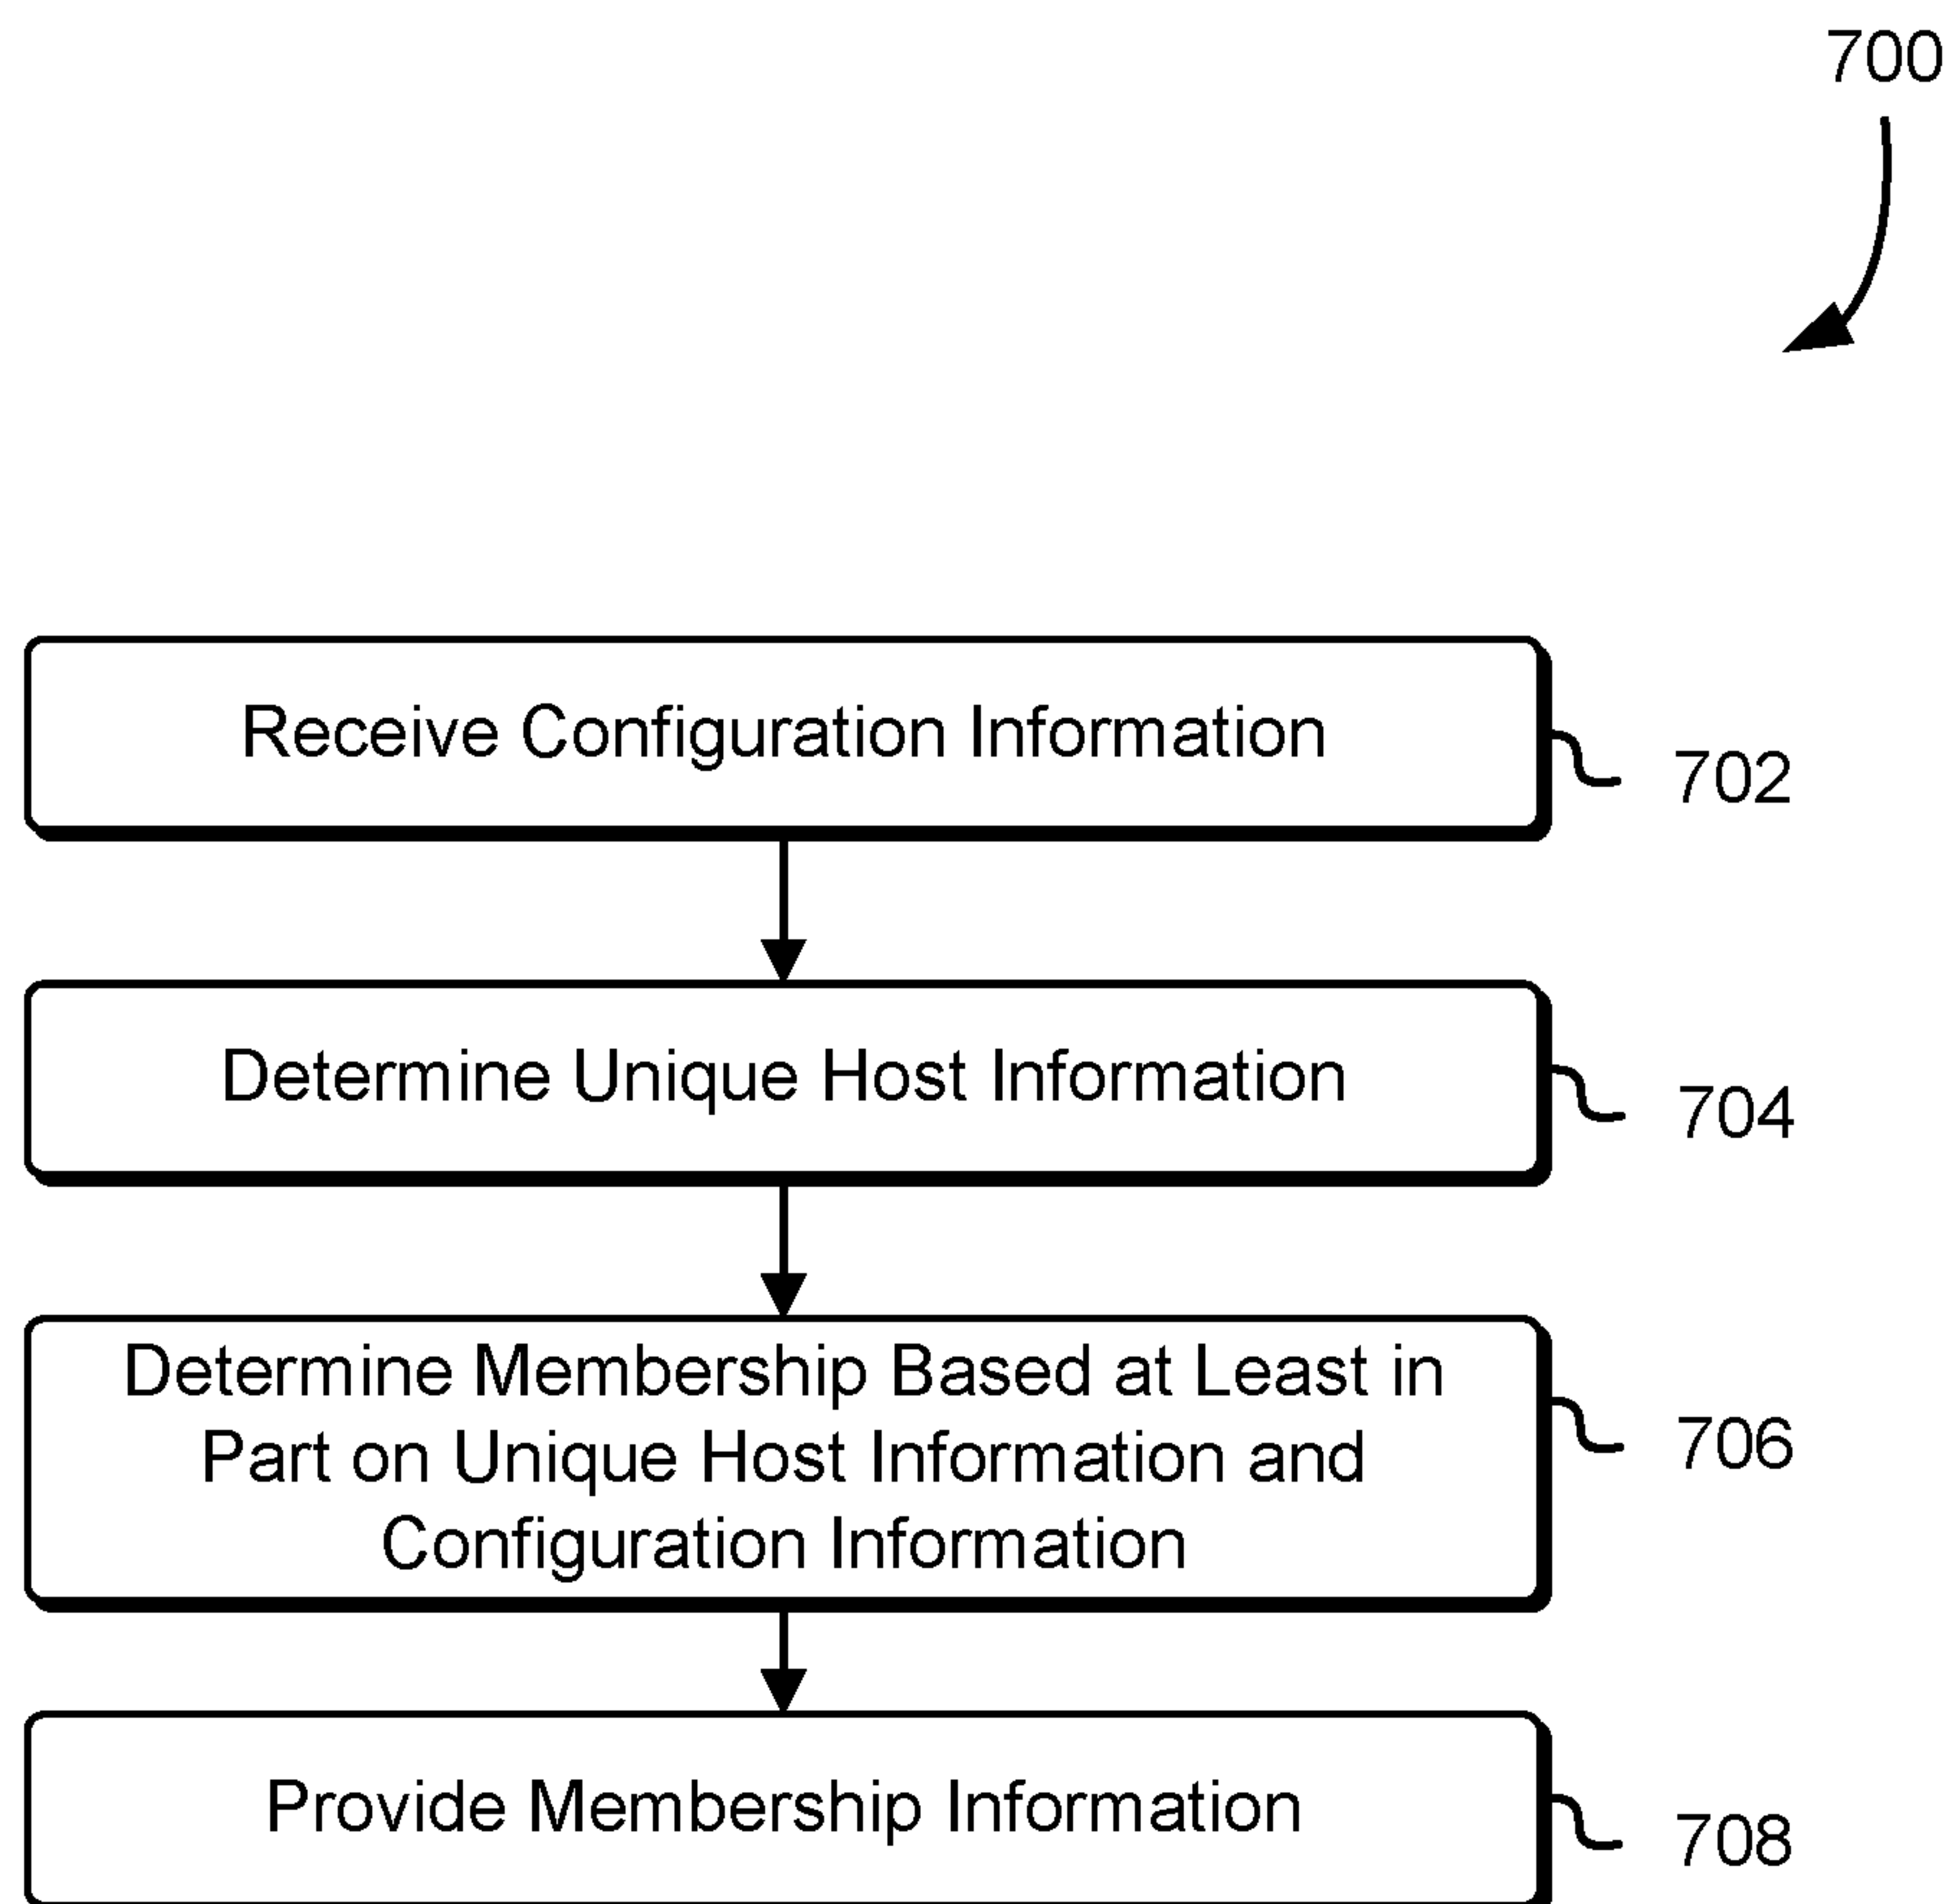 700
Receive Configuration Information
702
Determine Unique Host Information
704
Determine Membership Based at Least in
Part on Unique Host Information and
Configuration Information
706
Provide Membership Information
708